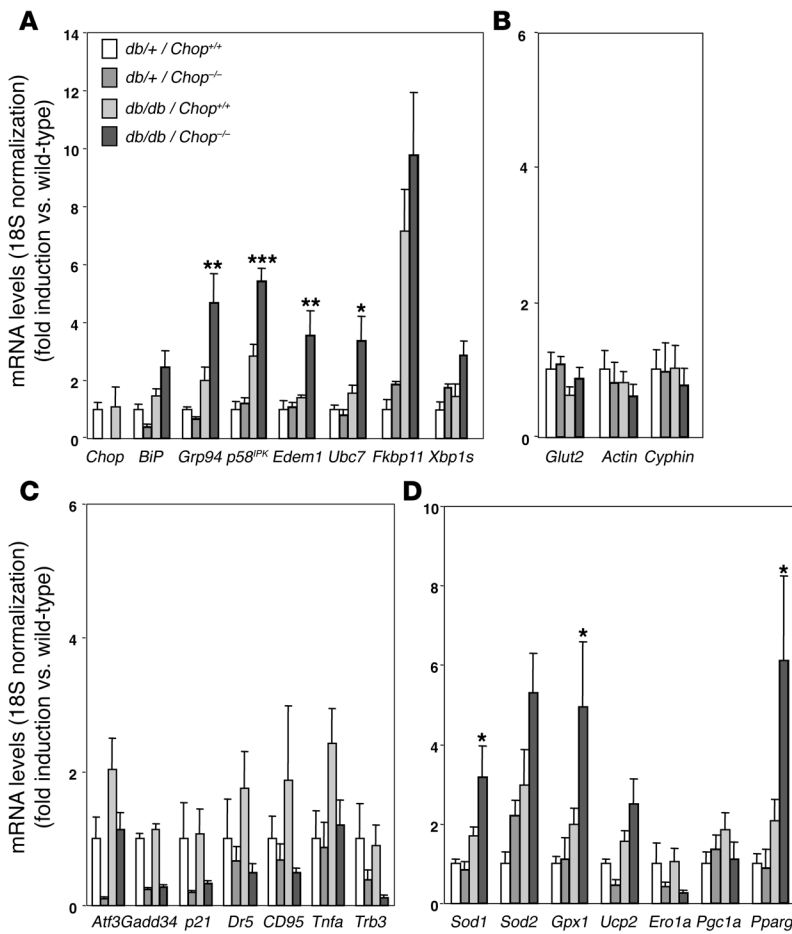 A
mRNA levels (18S normalization)
(fold induction vs. wild-type)
14
12
10
8
6
4
2
0
db/+ / Chop+/+
db/+ / Chop–/–
db/db / Chop+/+
db/db / Chop–/–
** *** ** *
Chop BiP Grp94 p58IPK Edem1 Ubc7 Fkbp11 Xbp1s
B
6
4
2
0
Glut2 Actin Cyphin
C
mRNA levels (18S normalization)
(fold induction vs. wild-type)
6
4
2
0
Atf3 Gadd34 p21 Dr5 CD95 Tnfa Trb3
D
10
8
6
4
2
0
* * *
Sod1 Sod2 Gpx1 Ucp2 Ero1a Pgc1a Pparg